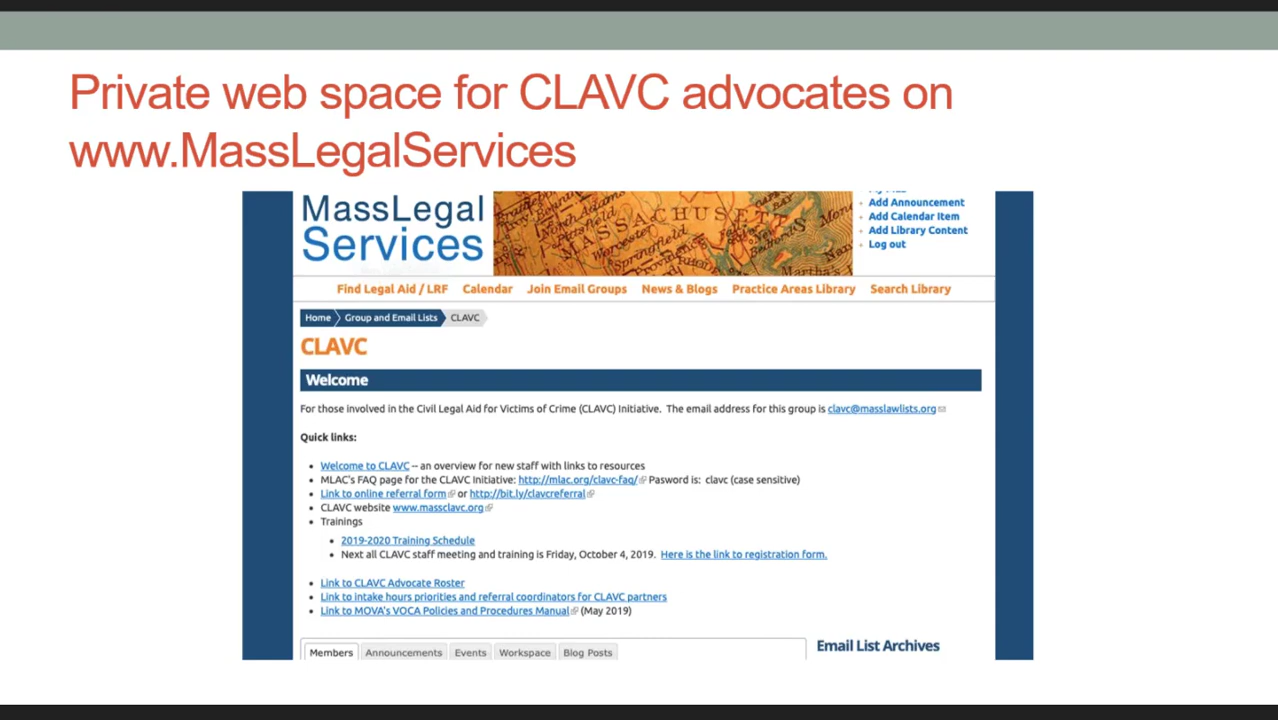 Private web space for CLAVC advocates on
www.MassLegalServices
MassLegal
Services
MASSACHUSETT
North Adams
Springfield
Add Announcement
Add Calendar Item
Add Library Content
Log out
Find Legal Aid / LRF Calendar Join Email Groups News & Blogs Practice Areas Library Search Library
Home Group and Email Lists CLAVC
CLAVC
Welcome
For those involved in the Civil Legal Aid for Victims of Crime (CLAVC) Initiative. The email address for this group is clavc@masslawlists.org
Quick links:
Welcome to CLAVC -- an overview for new staff with links to resources
MLAC's FAQ page for the CLAVC Initiative: http://mlac.org/clavc-faq/ Pasword is: clavc (case sensitive)
Link to online referral form or http://bit.ly/clavcreferral
CLAVC website www.massclavc.org
Trainings
2019-2020 Training Schedule
Next all CLAVC staff meeting and training is Friday, October 4, 2019. Here is the link to registration form.
Link to CLAVC Advocate Roster
Link to intake hours priorities and referral coordinators for CLAVC partners
Link to MOVA's VOCA Policies and Procedures Manual (May 2019)
Members Announcements Events Workspace Blog Posts
Email List Archives